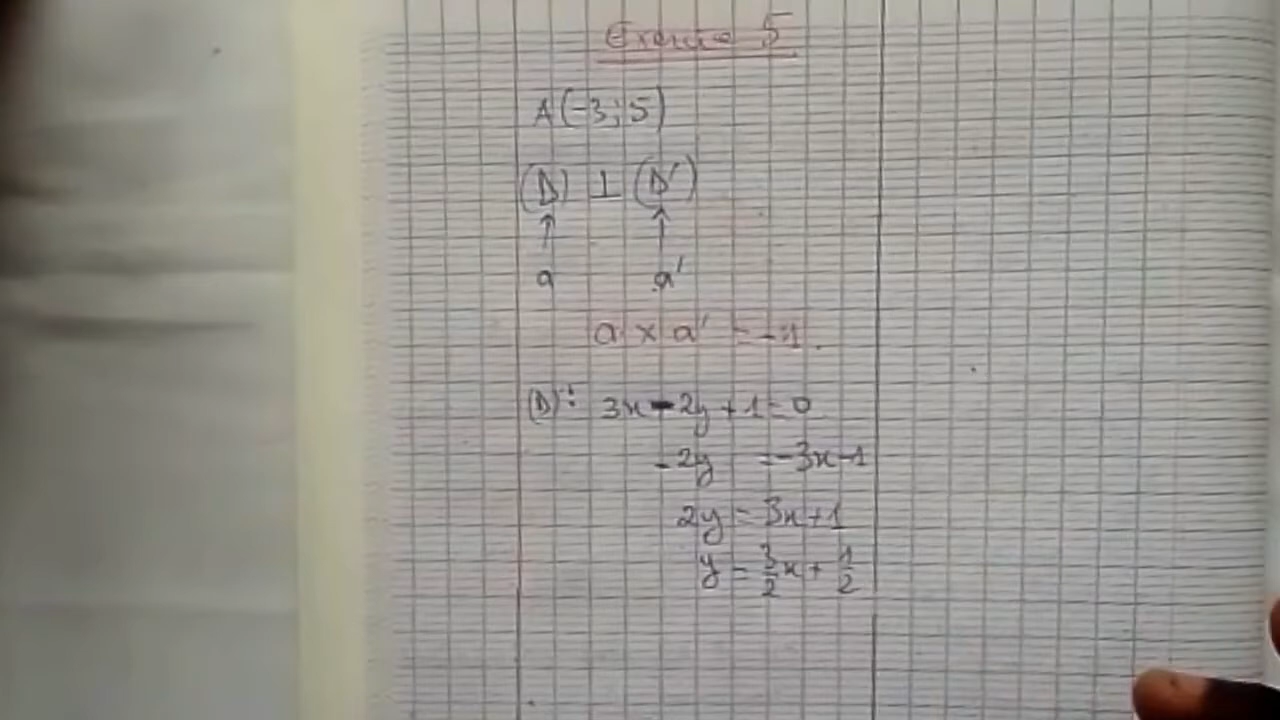 Exercice 5
A(-3; 5)
(D) ⊥ (D')
↑ ↑
a a'
a × a' = -1.
(D): 3x - 2y + 1 = 0
-2y = -3x - 1
2y = 3x + 1
y = 3/2 x + 1/2